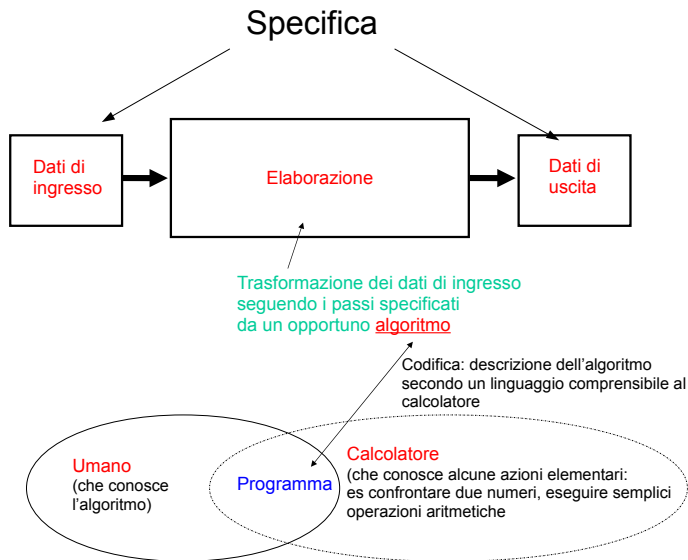 Specifica
Dati di
ingresso
Elaborazione
Dati di
uscita
Trasformazione dei dati di ingresso
seguendo i passi specificati
da un opportuno algoritmo
Codifica: descrizione dell'algoritmo
secondo un linguaggio comprensibile al
calcolatore
Umano
(che conosce
l'algoritmo)
Programma
Calcolatore
(che conosce alcune azioni elementari:
es confrontare due numeri, eseguire semplici
operazioni aritmetiche